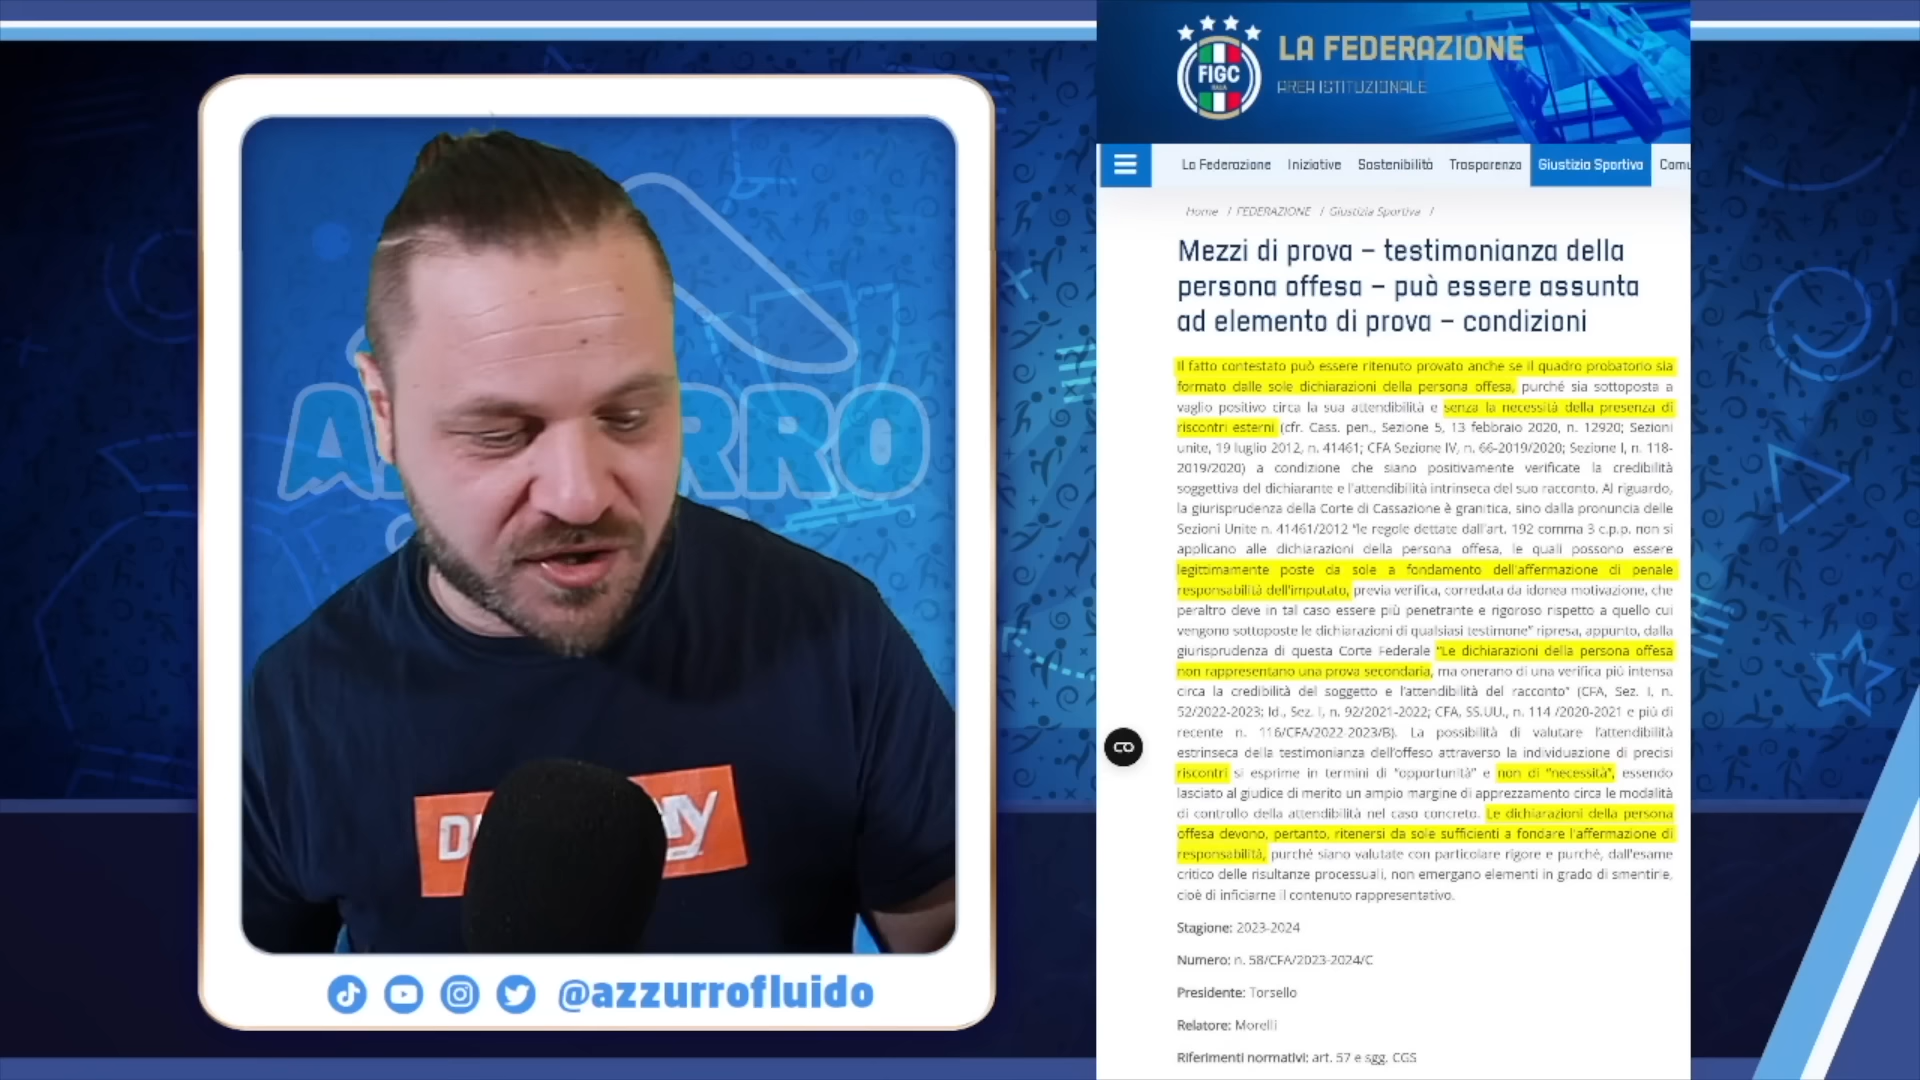 FIGC
ITALIA
LA FEDERAZIONE
AREA ISTITUZIONALE
La Federazione Iniziative Sostenibilità Trasparenza Giustizia Sportiva Comu
Home / FEDERAZIONE / Giustizia Sportiva /
Mezzi di prova – testimonianza della
persona offesa – può essere assunta
ad elemento di prova – condizioni
Il fatto contestato può essere ritenuto provato anche se il quadro probatorio sia
formato dalle sole dichiarazioni della persona offesa, purché sia sottoposta a
vaglio positivo circa la sua attendibilità e senza la necessità della presenza di
riscontri esterni (cfr. Cass. pen., Sezione 5, 13 febbraio 2020, n. 12920; Sezioni
unite, 19 luglio 2012, n. 41461; CFA Sezione IV, n. 66-2019/2020; Sezione I, n. 118-
2019/2020) a condizione che siano positivamente verificate la credibilità
soggettiva del dichiarante e l'attendibilità intrinseca del suo racconto. Al riguardo,
la giurisprudenza della Corte di Cassazione è granitica, sino dalla pronuncia delle
Sezioni Unite n. 41461/2012 "le regole dettate dall'art. 192 comma 3 c.p.p. non si
applicano alle dichiarazioni della persona offesa, le quali possono essere
legittimamente poste da sole a fondamento dell'affermazione di penale
responsabilità dell'imputato, previa verifica, corredata da idonea motivazione, che
peraltro deve in tal caso essere più penetrante e rigoroso rispetto a quello cui
vengono sottoposte le dichiarazioni di qualsiasi testimone" ripresa, appunto, dalla
giurisprudenza di questa Corte Federale "Le dichiarazioni della persona offesa
non rappresentano una prova secondaria, ma onerano di una verifica più intensa
circa la credibilità del soggetto e l'attendibilità del racconto" (CFA, Sez. I, n.
52/2022-2023; Id., Sez. I, n. 92/2021-2022; CFA, SS.UU., n. 114 /2020-2021 e più di
recente n. 116/CFA/2022-2023/B). La possibilità di valutare l'attendibilità
estrinseca della testimonianza dell'offeso attraverso la individuazione di precisi
riscontri si esprime in termini di "opportunità" e non di "necessità", essendo
lasciato al giudice di merito un ampio margine di apprezzamento circa le modalità
di controllo della attendibilità nel caso concreto. Le dichiarazioni della persona
offesa devono, pertanto, ritenersi da sole sufficienti a fondare l'affermazione di
responsabilità, purché siano valutate con particolare rigore e purché, dall'esame
critico delle risultanze processuali, non emergano elementi in grado di smentirle,
cioè di inficiarne il contenuto rappresentativo.
Stagione: 2023-2024
Numero: n. 58/CFA/2023-2024/C
Presidente: Torsello
Relatore: Morelli
Riferimenti normativi: art. 57 e sgg. CGS
@azzurrofluido